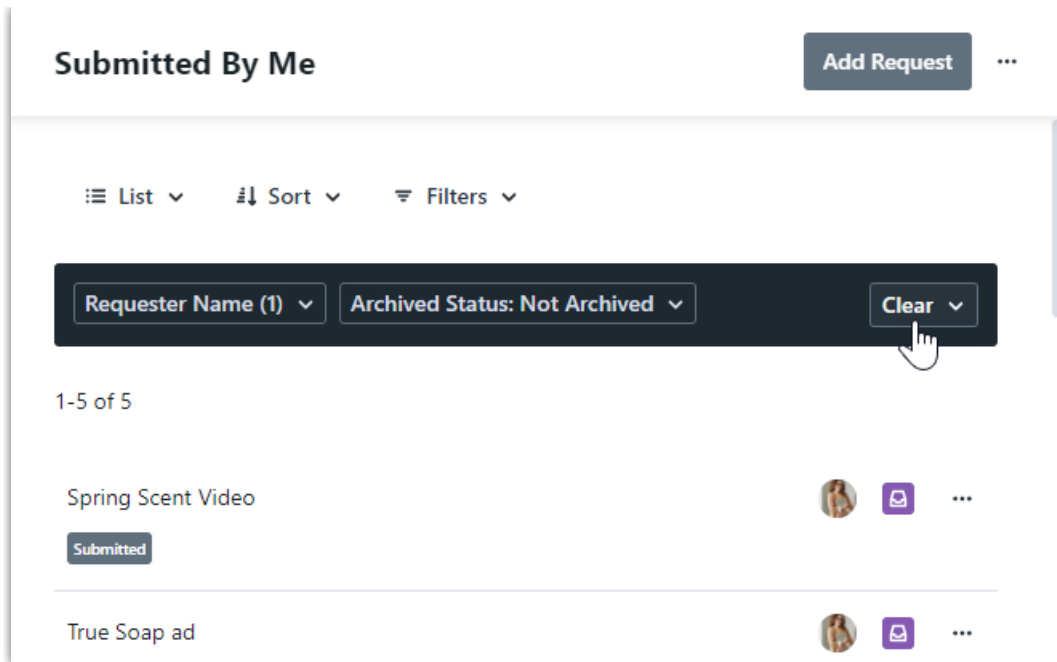 Submitted By Me
Add Request
List
Sort
Filters
Requester Name (1)
Archived Status: Not Archived
Clear
1-5 of 5
Spring Scent Video
Submitted
True Soap ad